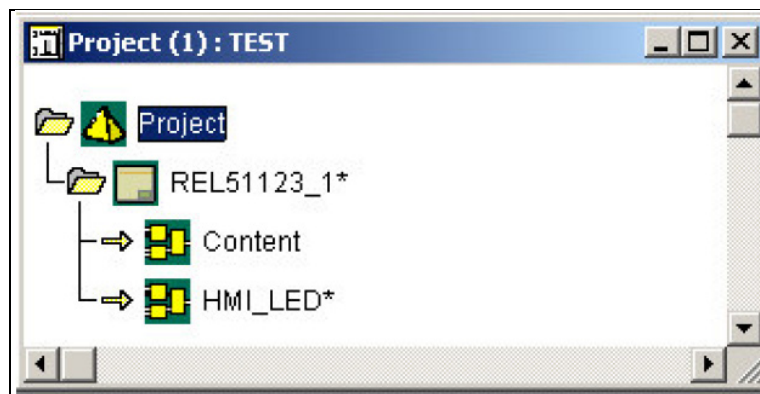 Project (1) : TEST
Project
REL51123_1*
Content
HMI_LED*